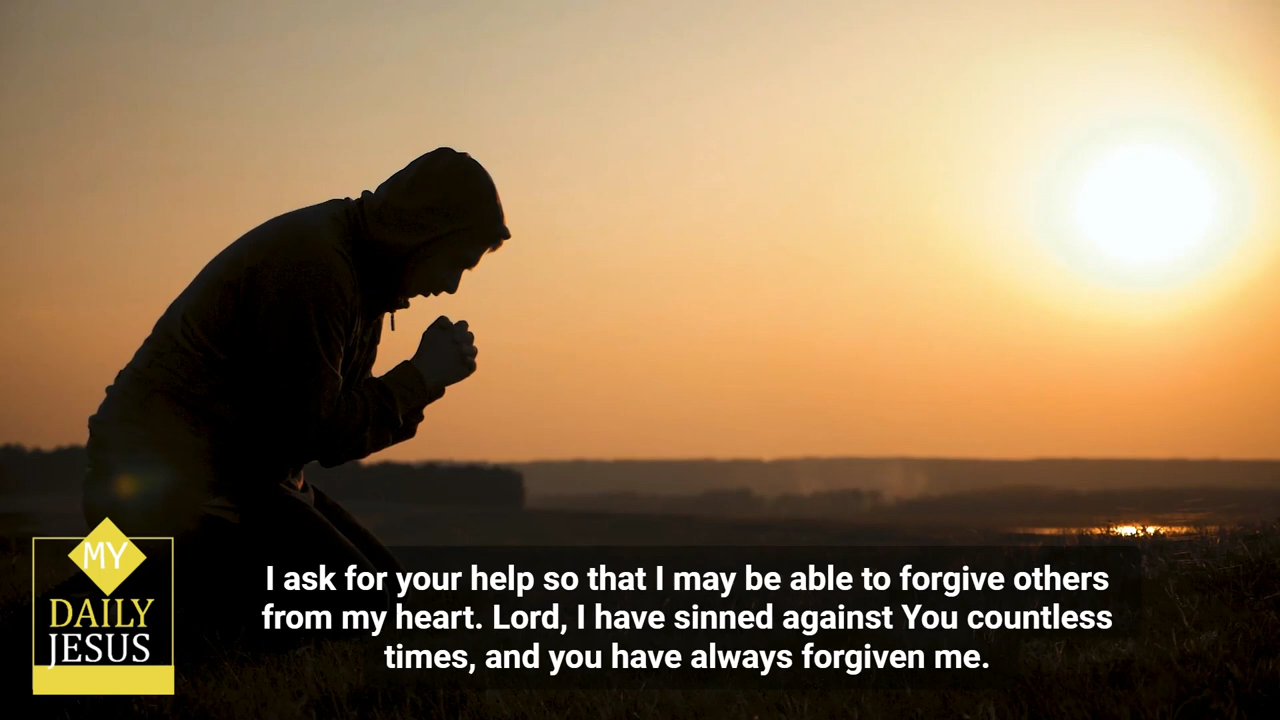 MY
DAILY
JESUS
I ask for your help so that I may be able to forgive others
from my heart. Lord, I have sinned against You countless
times, and you have always forgiven me.